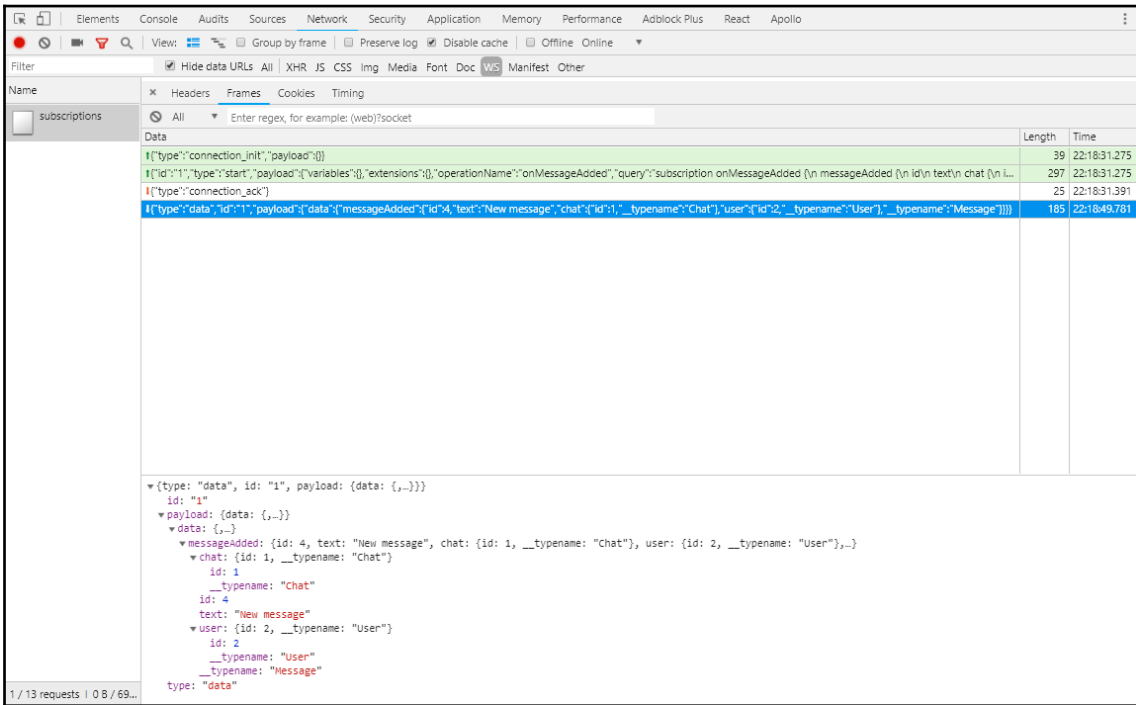 Elements Console Audits Sources Network Security Application Memory Performance Adblock Plus React Apollo
View: Group by frame Preserve log Disable cache Offline Online
Filter Hide data URLs All XHR JS CSS Img Media Font Doc WS Manifest Other
Name × Headers Frames Cookies Timing
subscriptions All Enter regex, for example: (web)?socket
Data Length Time
{"type":"connection_init","payload":{}} 39 22:18:31.275
{"id":"1","type":"start","payload":{"variables":{},"extensions":{},"operationName":"onMessageAdded","query":"subscription onMessageAdded {\n messageAdded {\n id\n text\n chat {\n i... 297 22:18:31.275
{"type":"connection_ack"} 25 22:18:31.391
{"type":"data","id":"1","payload":{"data":{"messageAdded":{"id":4,"text":"New message","chat":{"id":1,"__typename":"Chat"},"user":{"id":2,"__typename":"User"},"__typename":"Message"}}}} 185 22:18:49.781
▼{type: "data", id: "1", payload: {data: {,…}}}
id: "1"
▼payload: {data: {,…}}
▼data: {,…}
▼messageAdded: {id: 4, text: "New message", chat: {id: 1, __typename: "Chat"}, user: {id: 2, __typename: "User"},…}
▼chat: {id: 1, __typename: "Chat"}
id: 1
__typename: "Chat"
id: 4
text: "New message"
▼user: {id: 2, __typename: "User"}
id: 2
__typename: "User"
__typename: "Message"
type: "data"
1 / 13 requests | 0 B / 69...